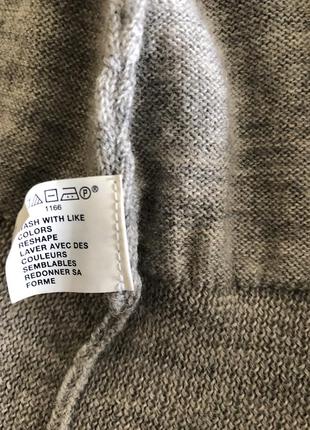 P®
1166
WASH WITH LIKE
COLORS
RESHAPE
LAVER AVEC DES
COULEURS
SEMBLABLES
REDONNER SA
FORME